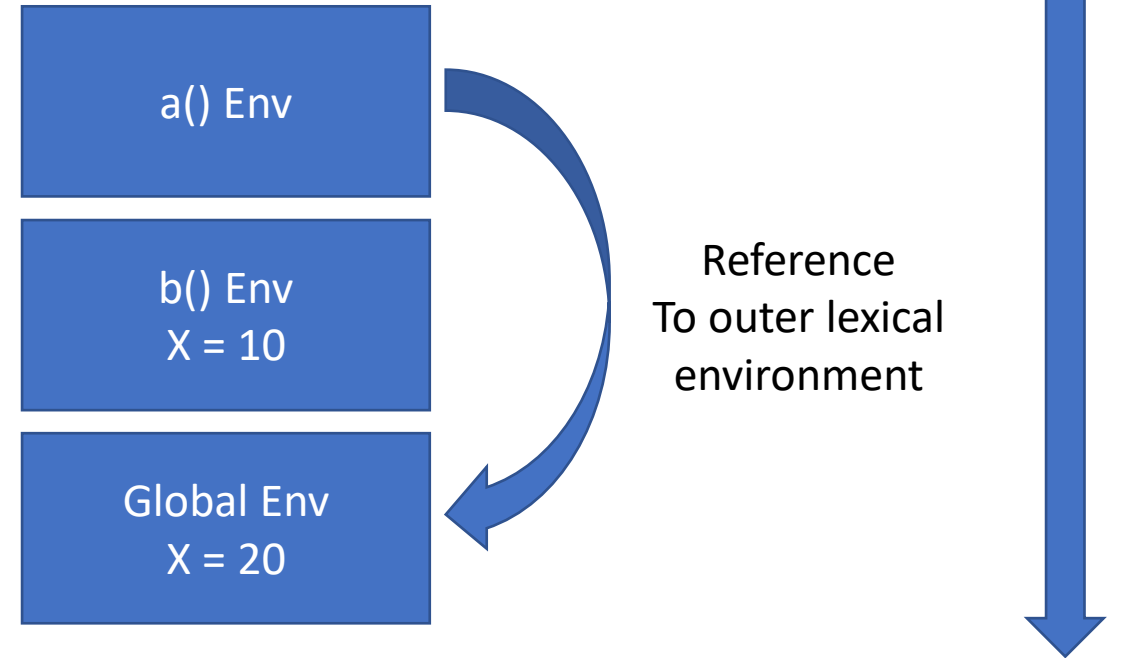 a() Env
b() Env
X = 10
Global Env
X = 20
Reference
To outer lexical
environment